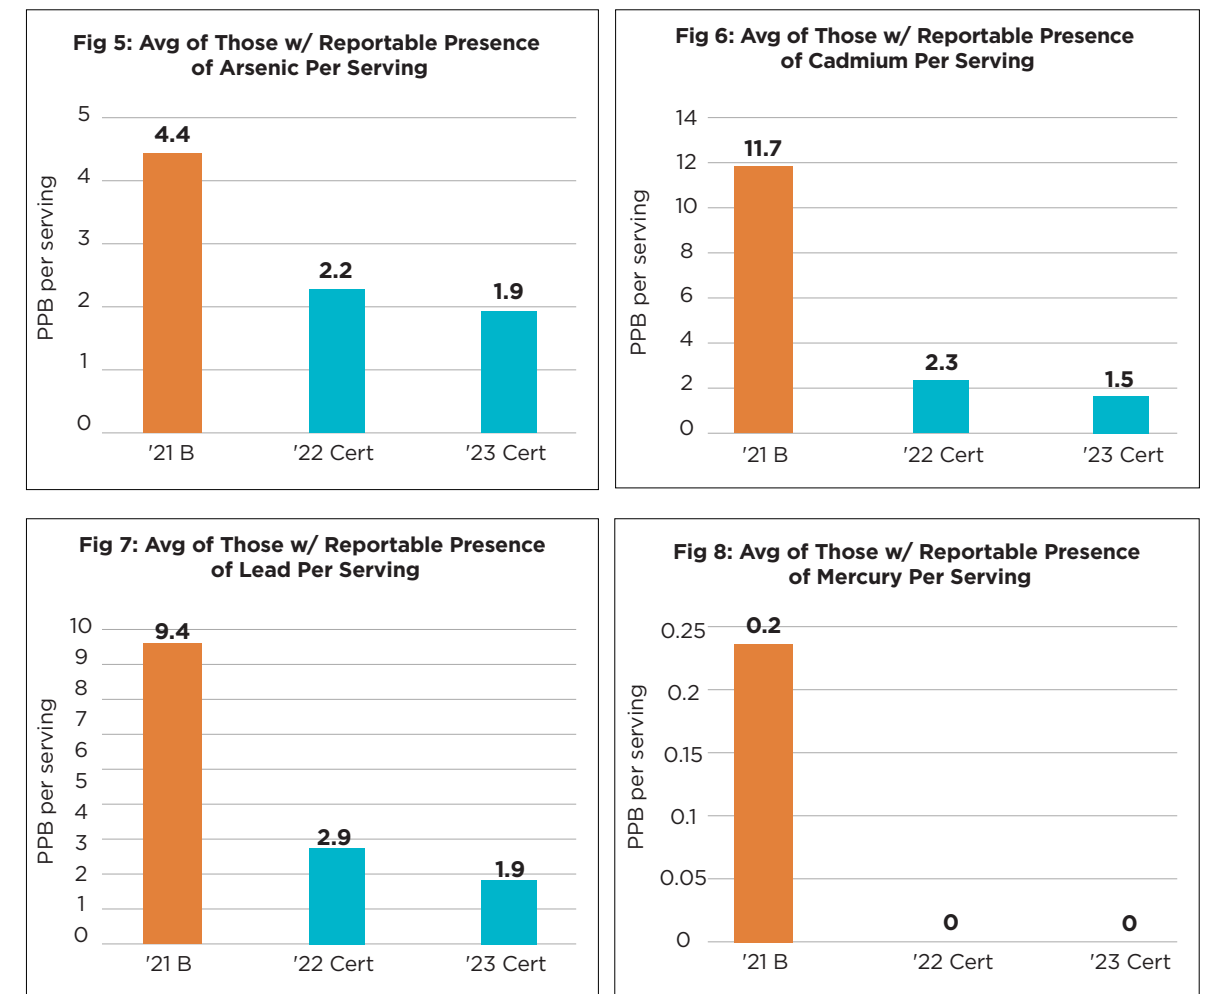 Fig 5: Avg of Those w/ Reportable Presence
of Arsenic Per Serving
PPB per serving
5
4
3
2
1
0
4.4
2.2
1.9
'21 B
'22 Cert
'23 Cert
Fig 6: Avg of Those w/ Reportable Presence
of Cadmium Per Serving
PPB per serving
14
12
10
8
6
4
2
0
11.7
2.3
1.5
'21 B
'22 Cert
'23 Cert
Fig 7: Avg of Those w/ Reportable Presence
of Lead Per Serving
PPB per serving
10
9
8
7
6
5
4
3
2
1
0
9.4
2.9
1.9
'21 B
'22 Cert
'23 Cert
Fig 8: Avg of Those w/ Reportable Presence
of Mercury Per Serving
PPB per serving
0.25
0.2
0.15
0.1
0.05
0
0.2
0
0
'21 B
'22 Cert
'23 Cert